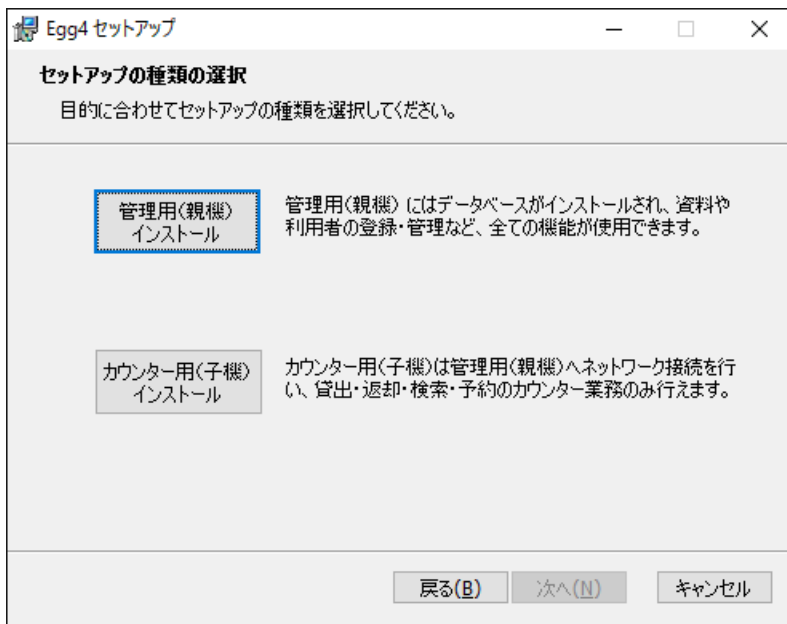 Egg4 セットアップ
セットアップの種類の選択
目的に合わせてセットアップの種類を選択してください。
管理用(親機)
インストール
管理用(親機) にはデータベースがインストールされ、資料や
利用者の登録・管理など、全ての機能が使用できます。
カウンター用(子機)
インストール
カウンター用(子機)は管理用(親機)へネットワーク接続を行
い、貸出・返却・検索・予約のカウンター業務のみ行えます。
戻る(B)
次へ(N)
キャンセル